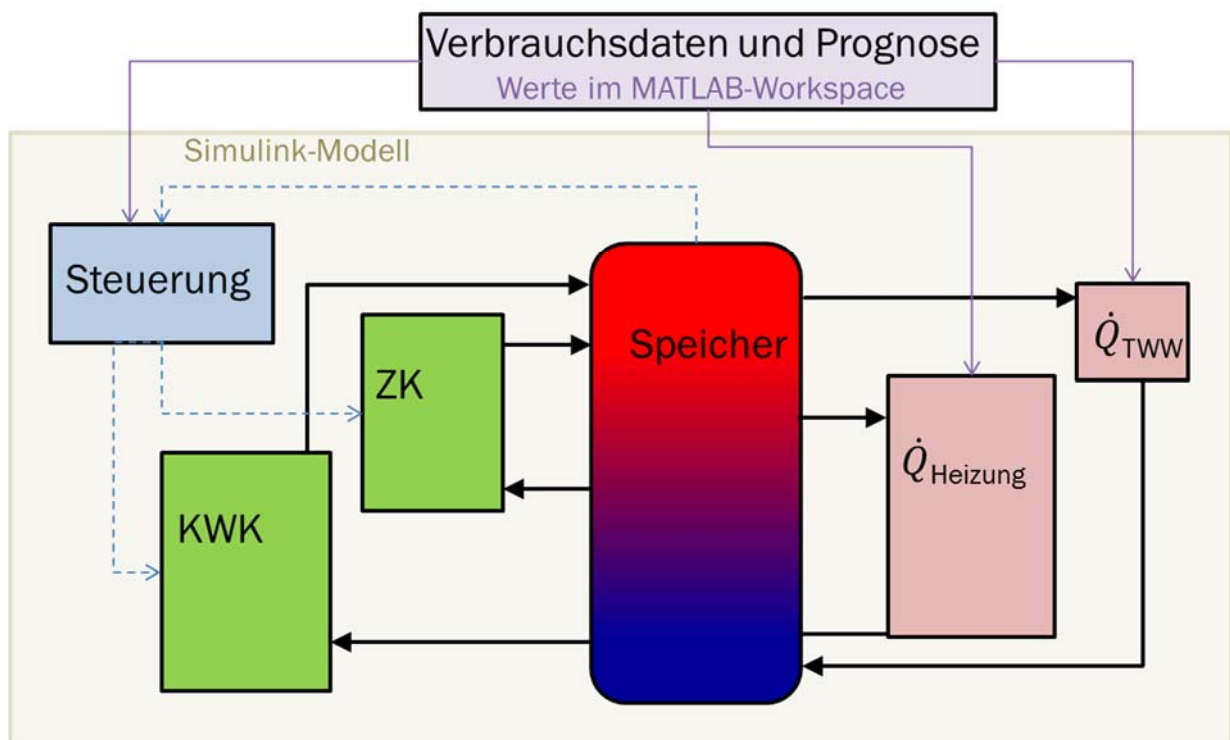 Verbrauchsdaten und Prognose
Werte im MATLAB-Workspace
Simulink-Modell
Steuerung
ZK
KWK
Speicher
Q̇TWW
Q̇Heizung